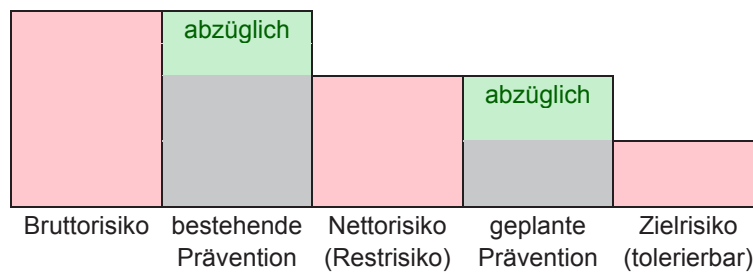 abzüglich
abzüglich
Bruttorisiko
bestehende
Prävention
Nettorisiko
(Restrisiko)
geplante
Prävention
Zielrisiko
(tolerierbar)